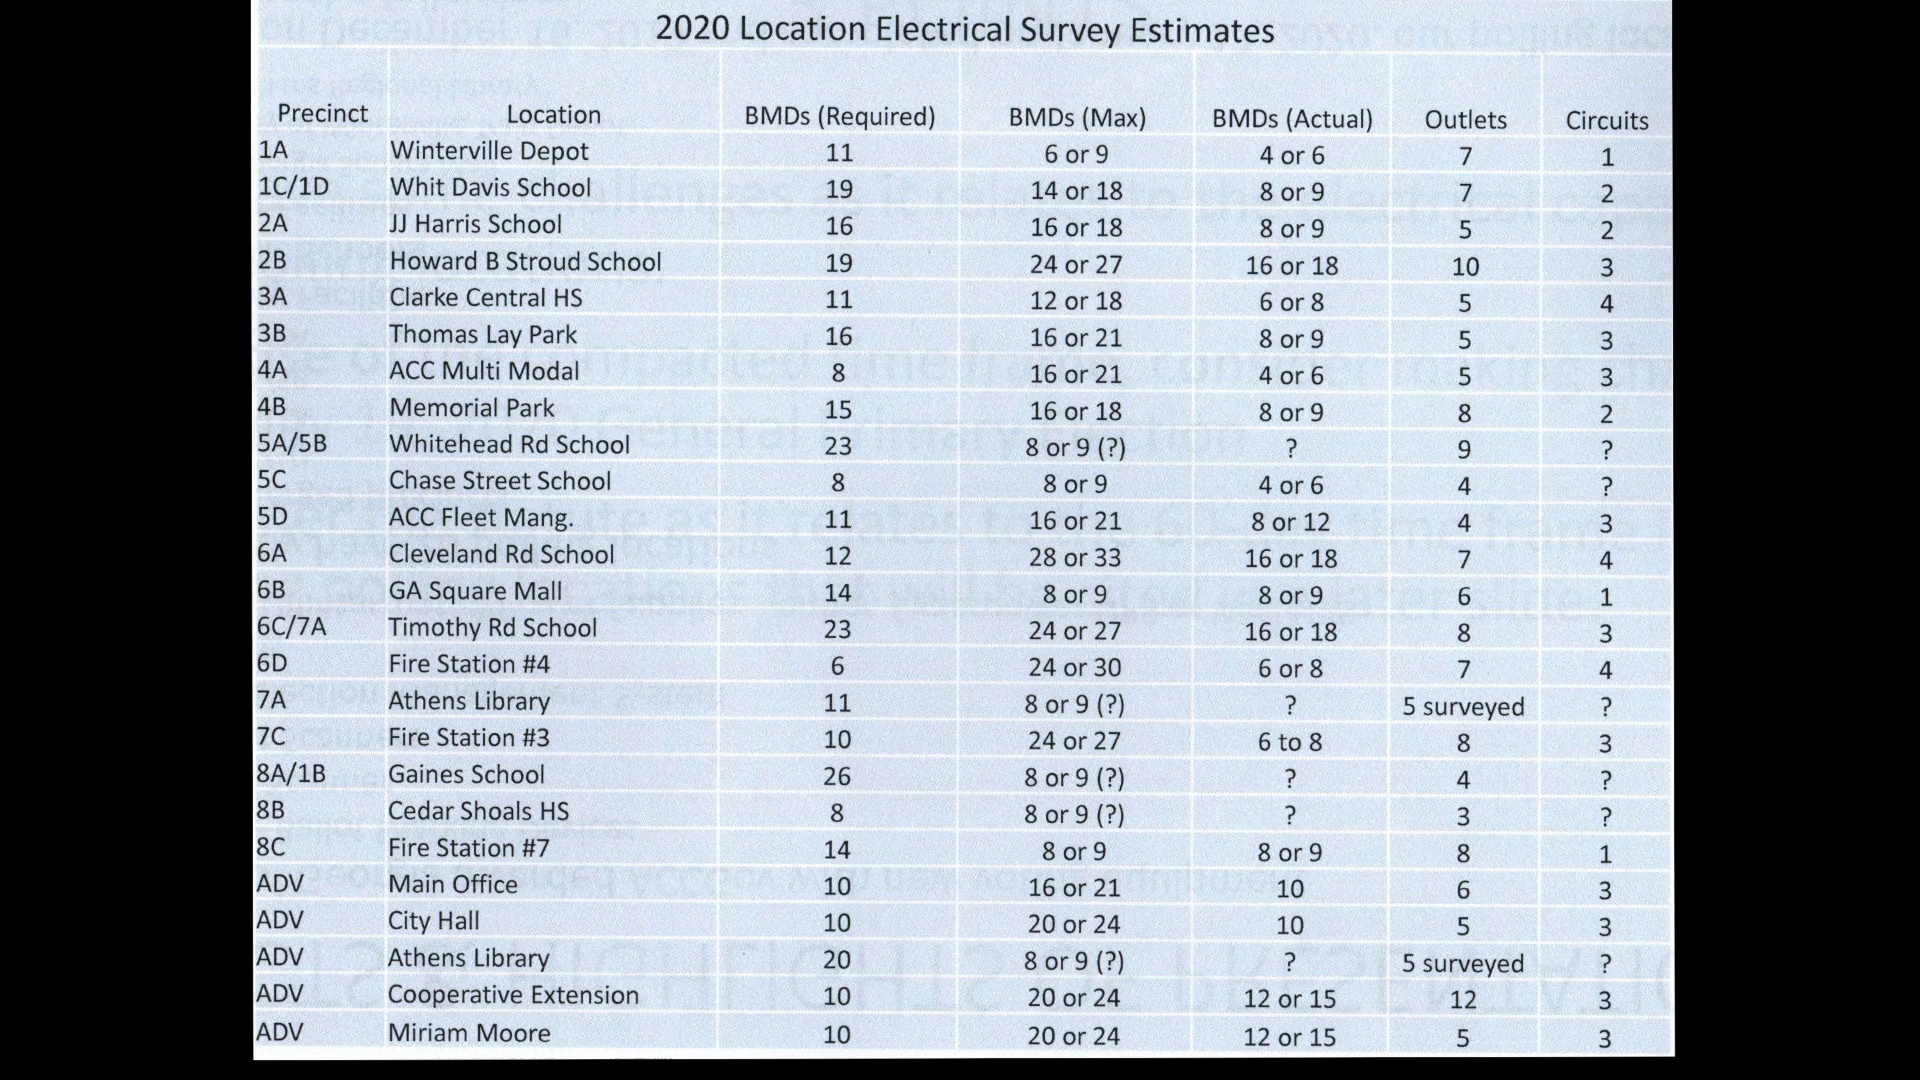 2020 Location Electrical Survey Estimates
Precinct Location BMDs (Required) BMDs (Max) BMDs (Actual) Outlets Circuits
1A Winterville Depot 11 6 or 9 4 or 6 7 1
1C/1D Whit Davis School 19 14 or 18 8 or 9 7 2
2A JJ Harris School 16 16 or 18 8 or 9 5 2
2B Howard B Stroud School 19 24 or 27 16 or 18 10 3
3A Clarke Central HS 11 12 or 18 6 or 8 5 4
3B Thomas Lay Park 16 16 or 21 8 or 9 5 3
4A ACC Multi Modal 8 16 or 21 4 or 6 5 3
4B Memorial Park 15 16 or 18 8 or 9 8 2
5A/5B Whitehead Rd School 23 8 or 9 (?) ? 9 ?
5C Chase Street School 8 8 or 9 4 or 6 4 ?
5D ACC Fleet Mang. 11 16 or 21 8 or 12 4 3
6A Cleveland Rd School 12 28 or 33 16 or 18 7 4
6B GA Square Mall 14 8 or 9 8 or 9 6 1
6C/7A Timothy Rd School 23 24 or 27 16 or 18 8 3
6D Fire Station #4 6 24 or 30 6 or 8 7 4
7A Athens Library 11 8 or 9 (?) ? 5 surveyed ?
7C Fire Station #3 10 24 or 27 6 to 8 8 3
8A/1B Gaines School 26 8 or 9 (?) ? 4 ?
8B Cedar Shoals HS 8 8 or 9 (?) ? 3 ?
8C Fire Station #7 14 8 or 9 8 or 9 8 1
ADV Main Office 10 16 or 21 10 6 3
ADV City Hall 10 20 or 24 10 5 3
ADV Athens Library 20 8 or 9 (?) ? 5 surveyed ?
ADV Cooperative Extension 10 20 or 24 12 or 15 12 3
ADV Miriam Moore 10 20 or 24 12 or 15 5 3